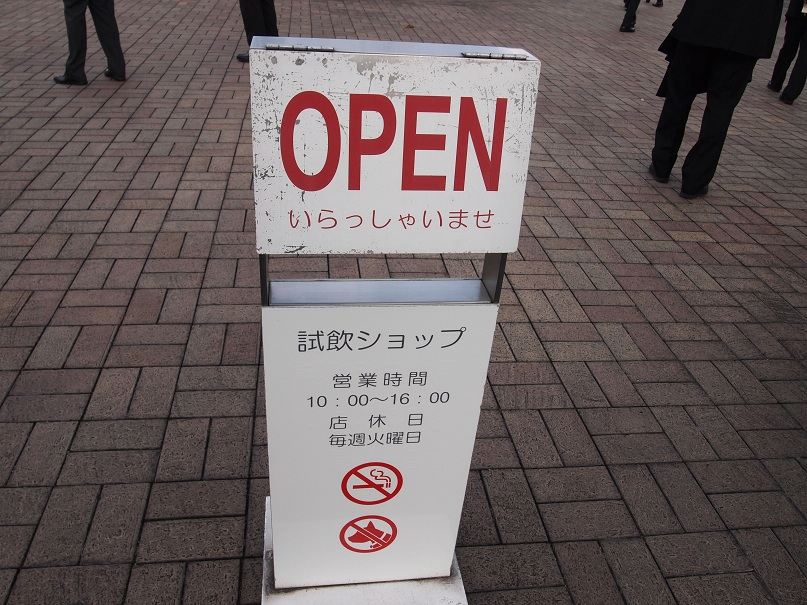 OPEN
いらっしゃいませ
試飲ショップ
営業時間
10：00〜16：00
店休日
毎週火曜日